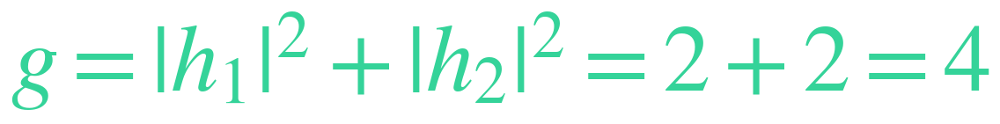 g = |h₁|² + |h₂|² = 2 + 2 = 4